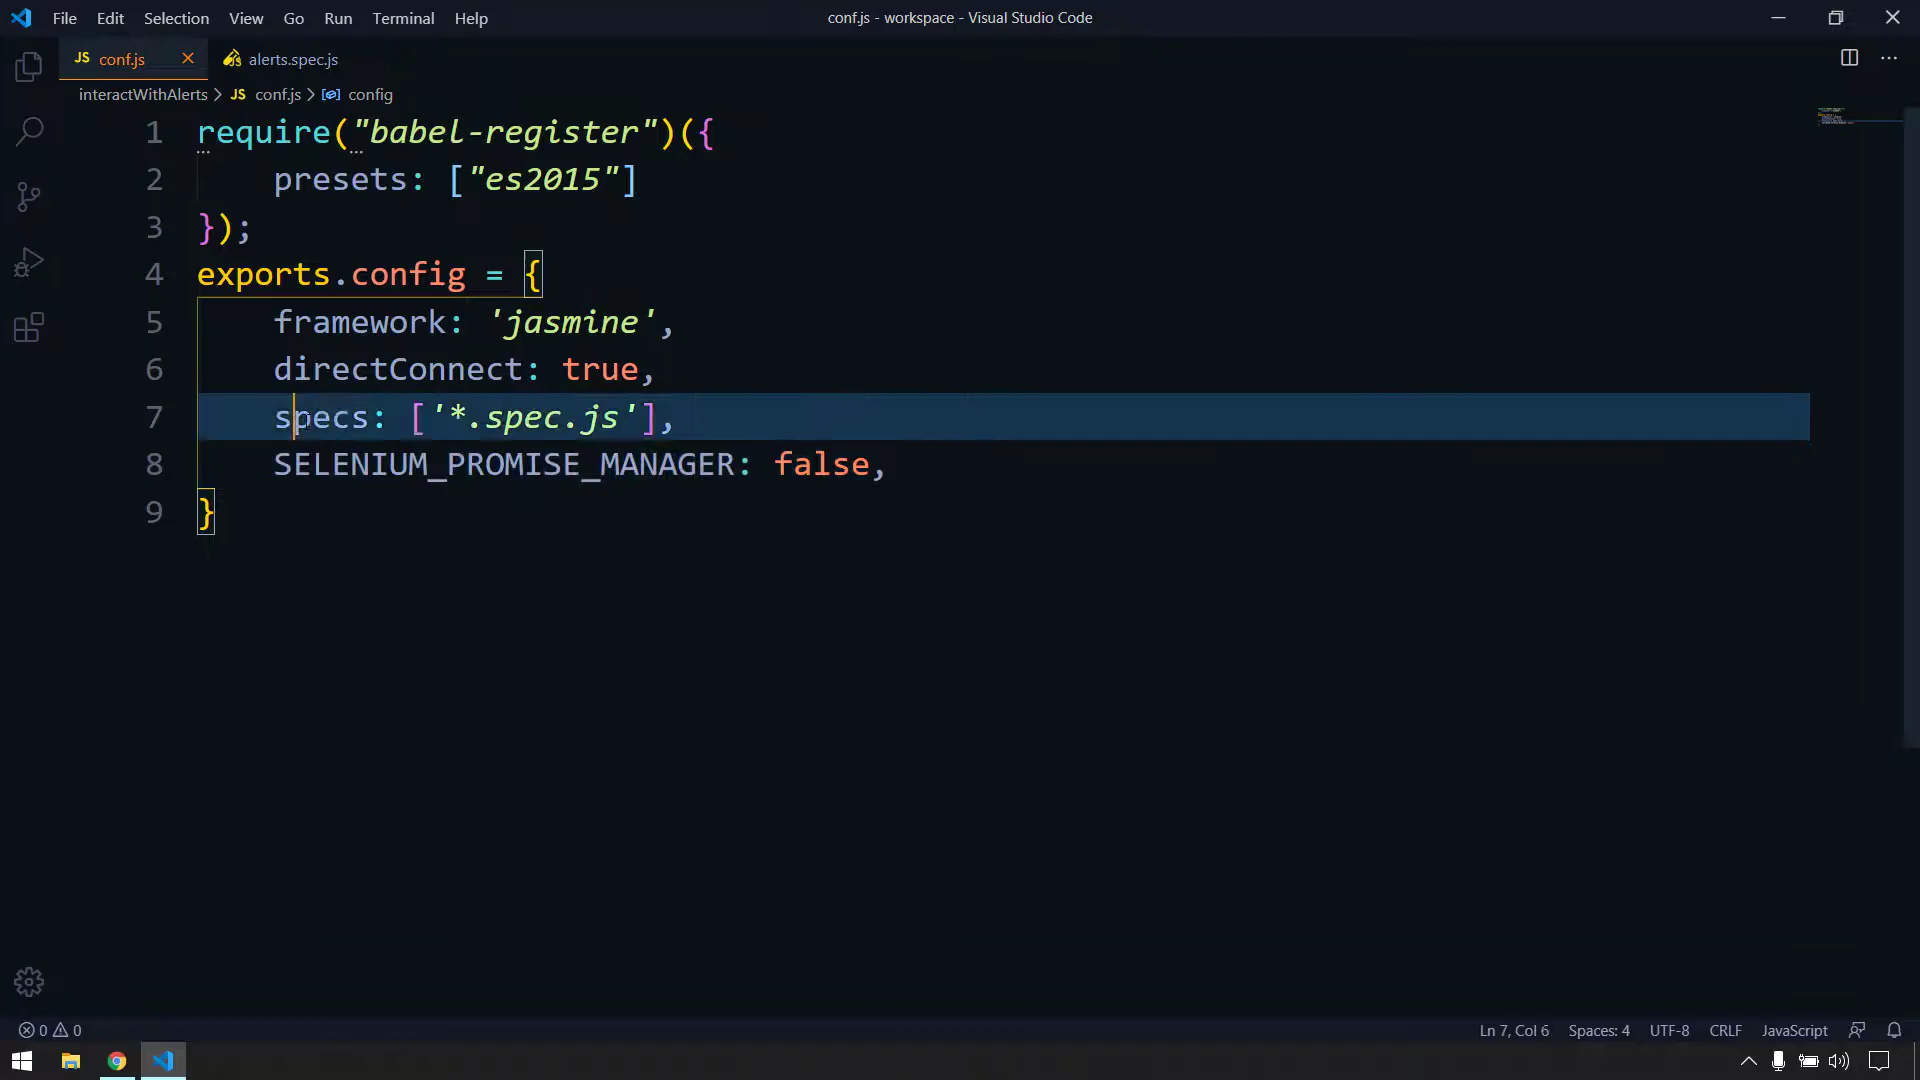 File Edit Selection View Go Run Terminal Help
conf.js - workspace - Visual Studio Code
JS conf.js
alerts.spec.js
interactWithAlerts > JS conf.js > config
1 require("babel-register")({
2     presets: ["es2015"]
3 });
4 exports.config = {
5     framework: 'jasmine',
6     directConnect: true,
7     specs: ['*.spec.js'],
8     SELENIUM_PROMISE_MANAGER: false,
9 }
0 0
Ln 7, Col 6 Spaces: 4 UTF-8 CRLF JavaScript